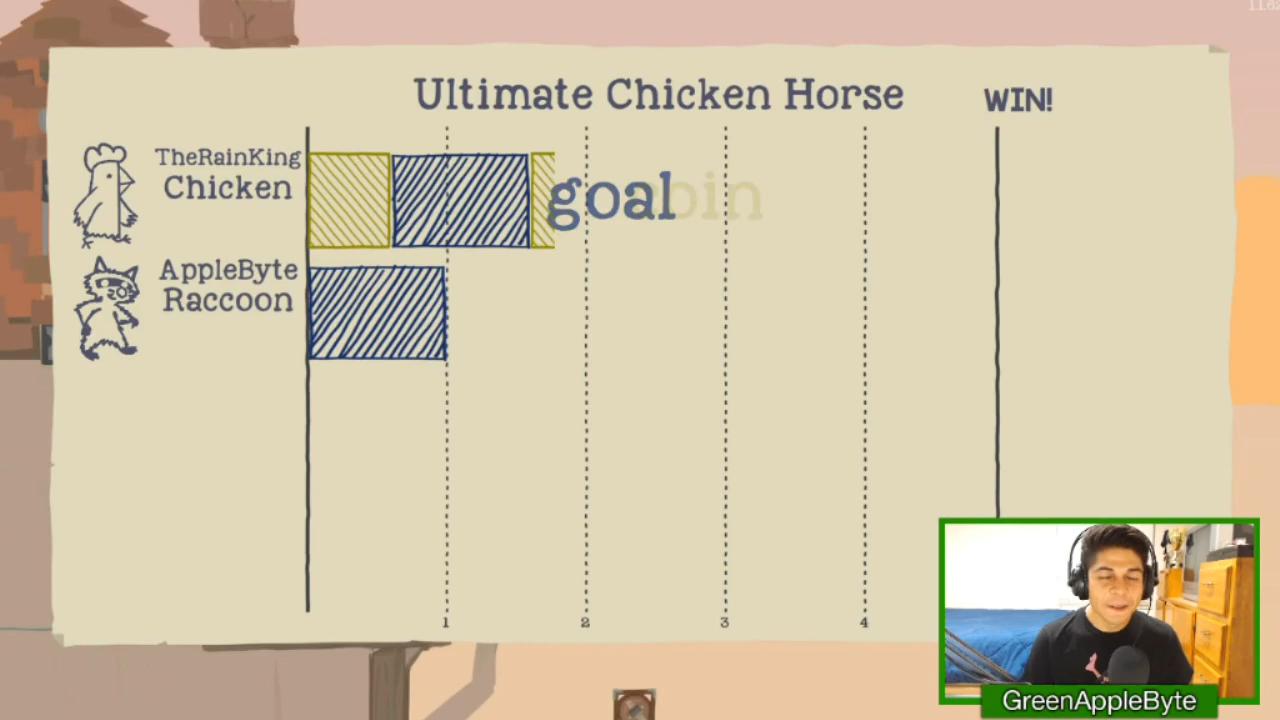 Ultimate Chicken Horse
WIN!
TheRainKing
Chicken
goal
AppleByte
Raccoon
1 2 3 4
GreenAppleByte